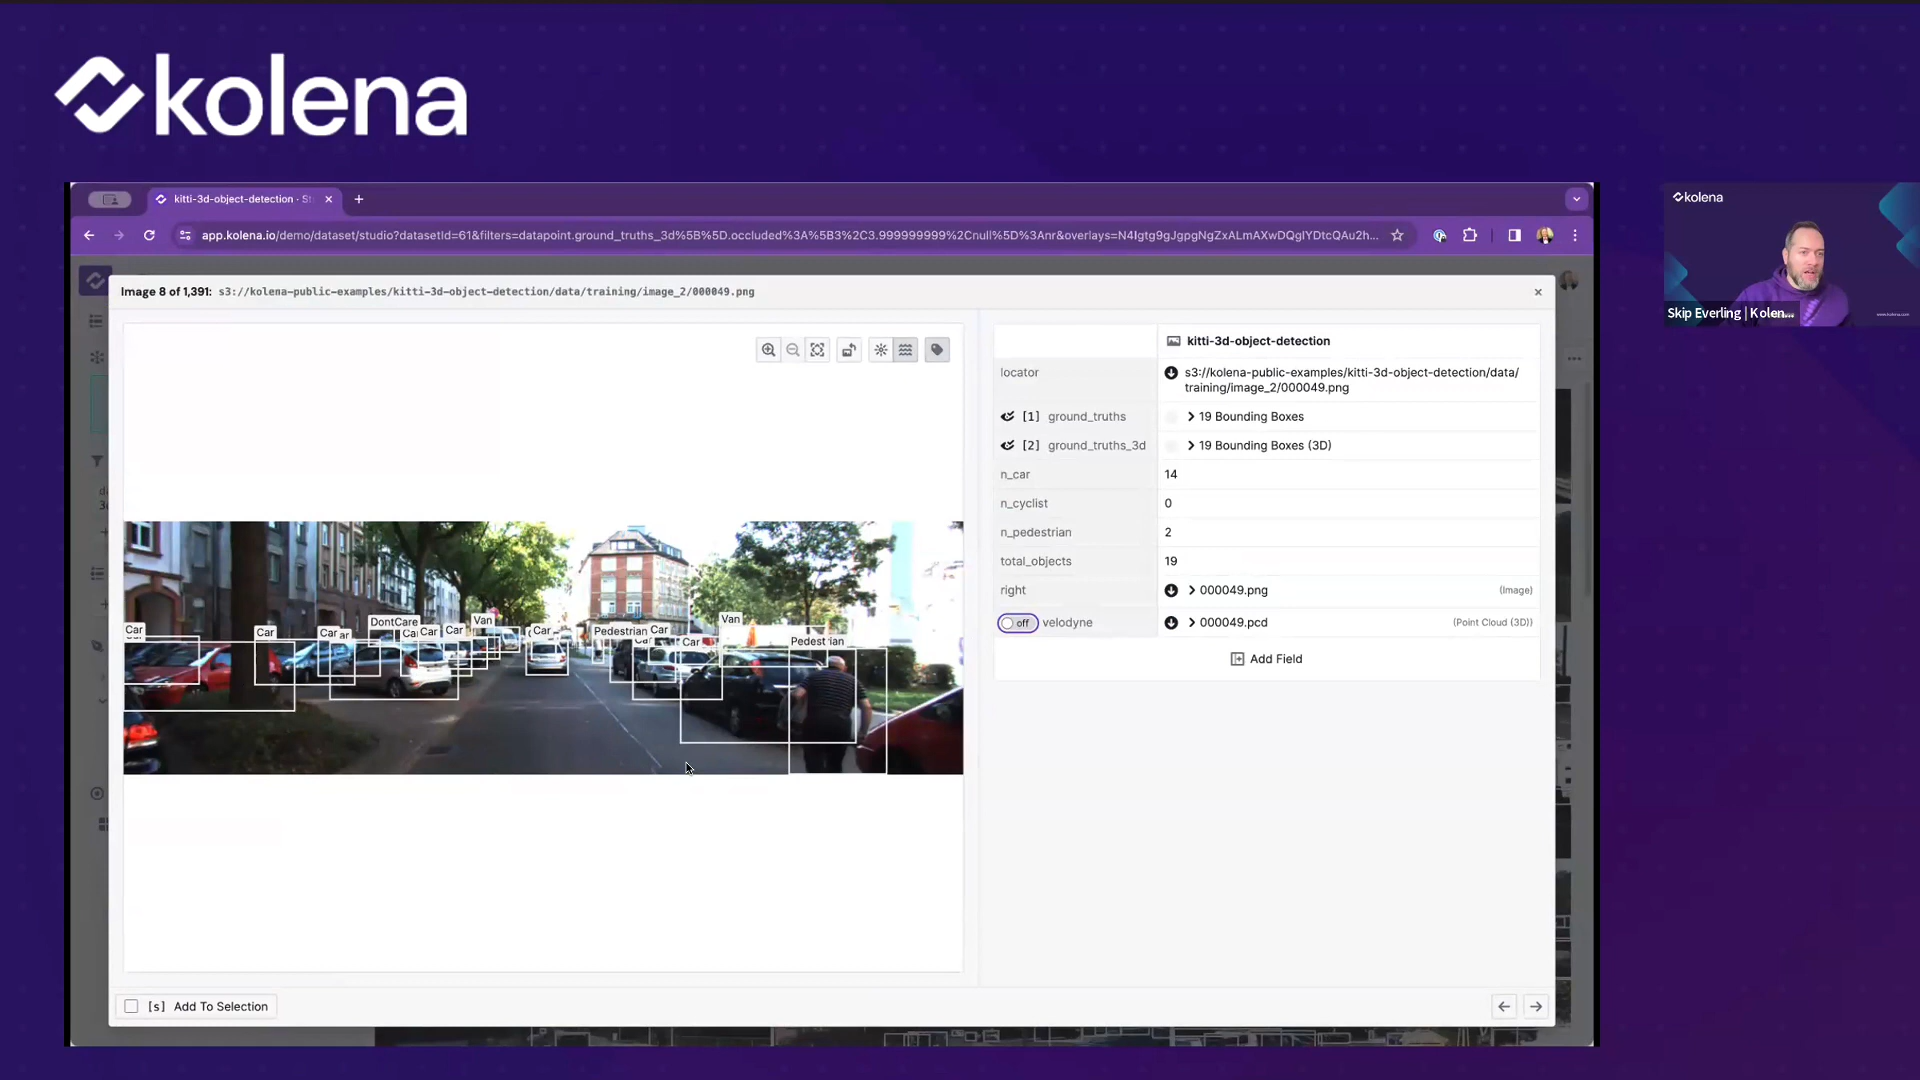 kolena
kitti-3d-object-detection · St
app.kolena.io/demo/dataset/studio?datasetId=61&filters=datapoint.ground_truths_3d%5B%5D.occluded%3A%5B3%2C3.999999999%2Cnull%5D%3Anr&overlays=N4Igtg9gJgpgNgZxALmAXwDQgIYDtcQAu2h...
Image 8 of 1,391: s3://kolena-public-examples/kitti-3d-object-detection/data/training/image_2/000049.png
kolena
Skip Everling | Kolen...
kitti-3d-object-detection
locator
s3://kolena-public-examples/kitti-3d-object-detection/data/
training/image_2/000049.png
[1] ground_truths 19 Bounding Boxes
[2] ground_truths_3d 19 Bounding Boxes (3D)
n_car 14
n_cyclist 0
n_pedestrian 2
total_objects 19
right 000049.png (Image)
off velodyne 000049.pcd (Point Cloud (3D))
Add Field
Car
Car
Car
ar
DontCare
Car
Car
Car
Van
Car
Pedestrian
Car
Car
Van
Pedestrian
[s] Add To Selection